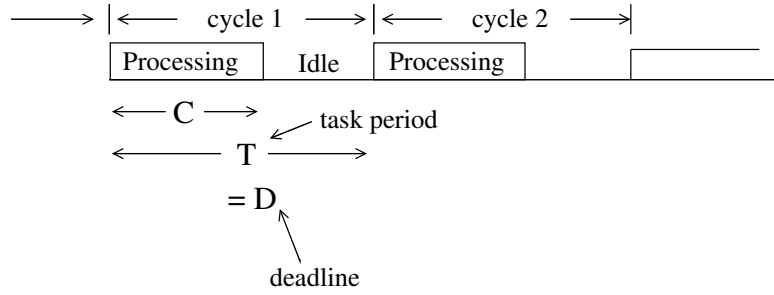 cycle 1 cycle 2
Processing Idle Processing
C
task period
T
= D
deadline